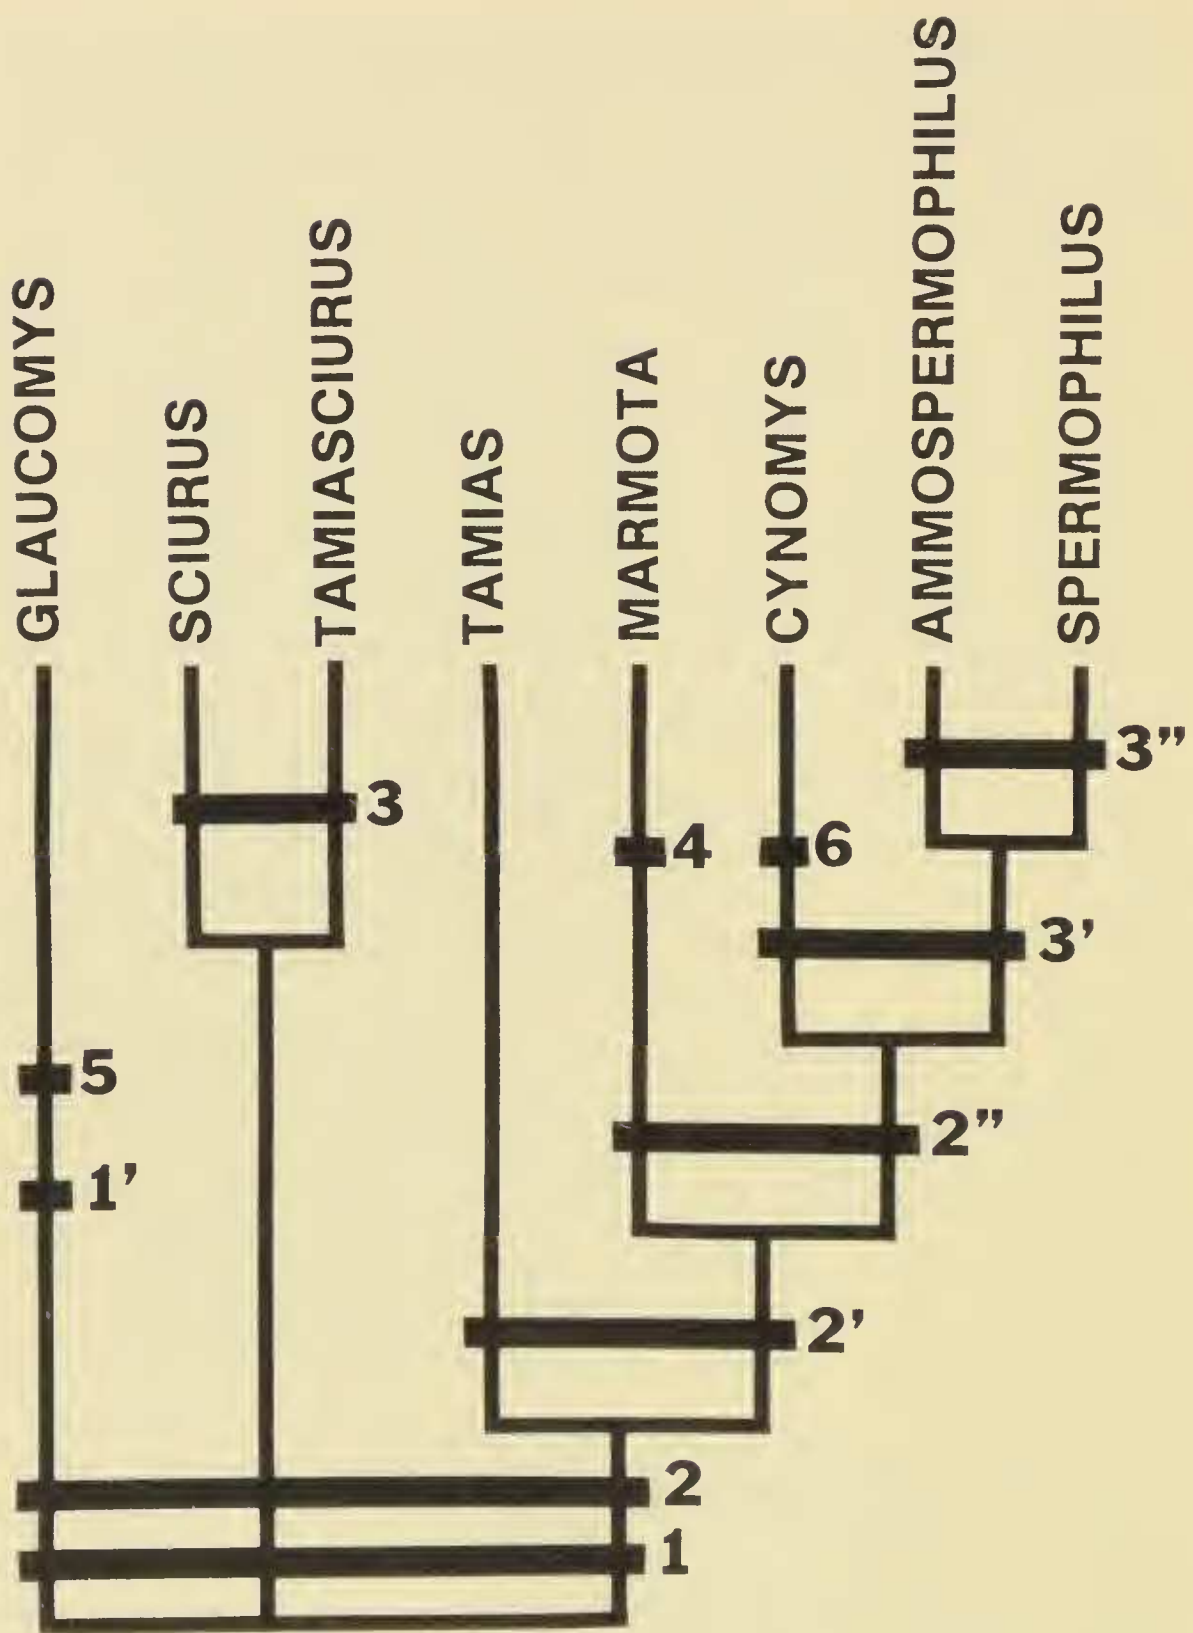 GLAUCOMYS
SCIURUS
TAMIASCIURUS
TAMIAS
MARMOTA
CYNOMYS
AMMOSPERMOPHILUS
SPERMOPHILUS
3”
3
4
6
3’
5
2”
1’
2’
2
1